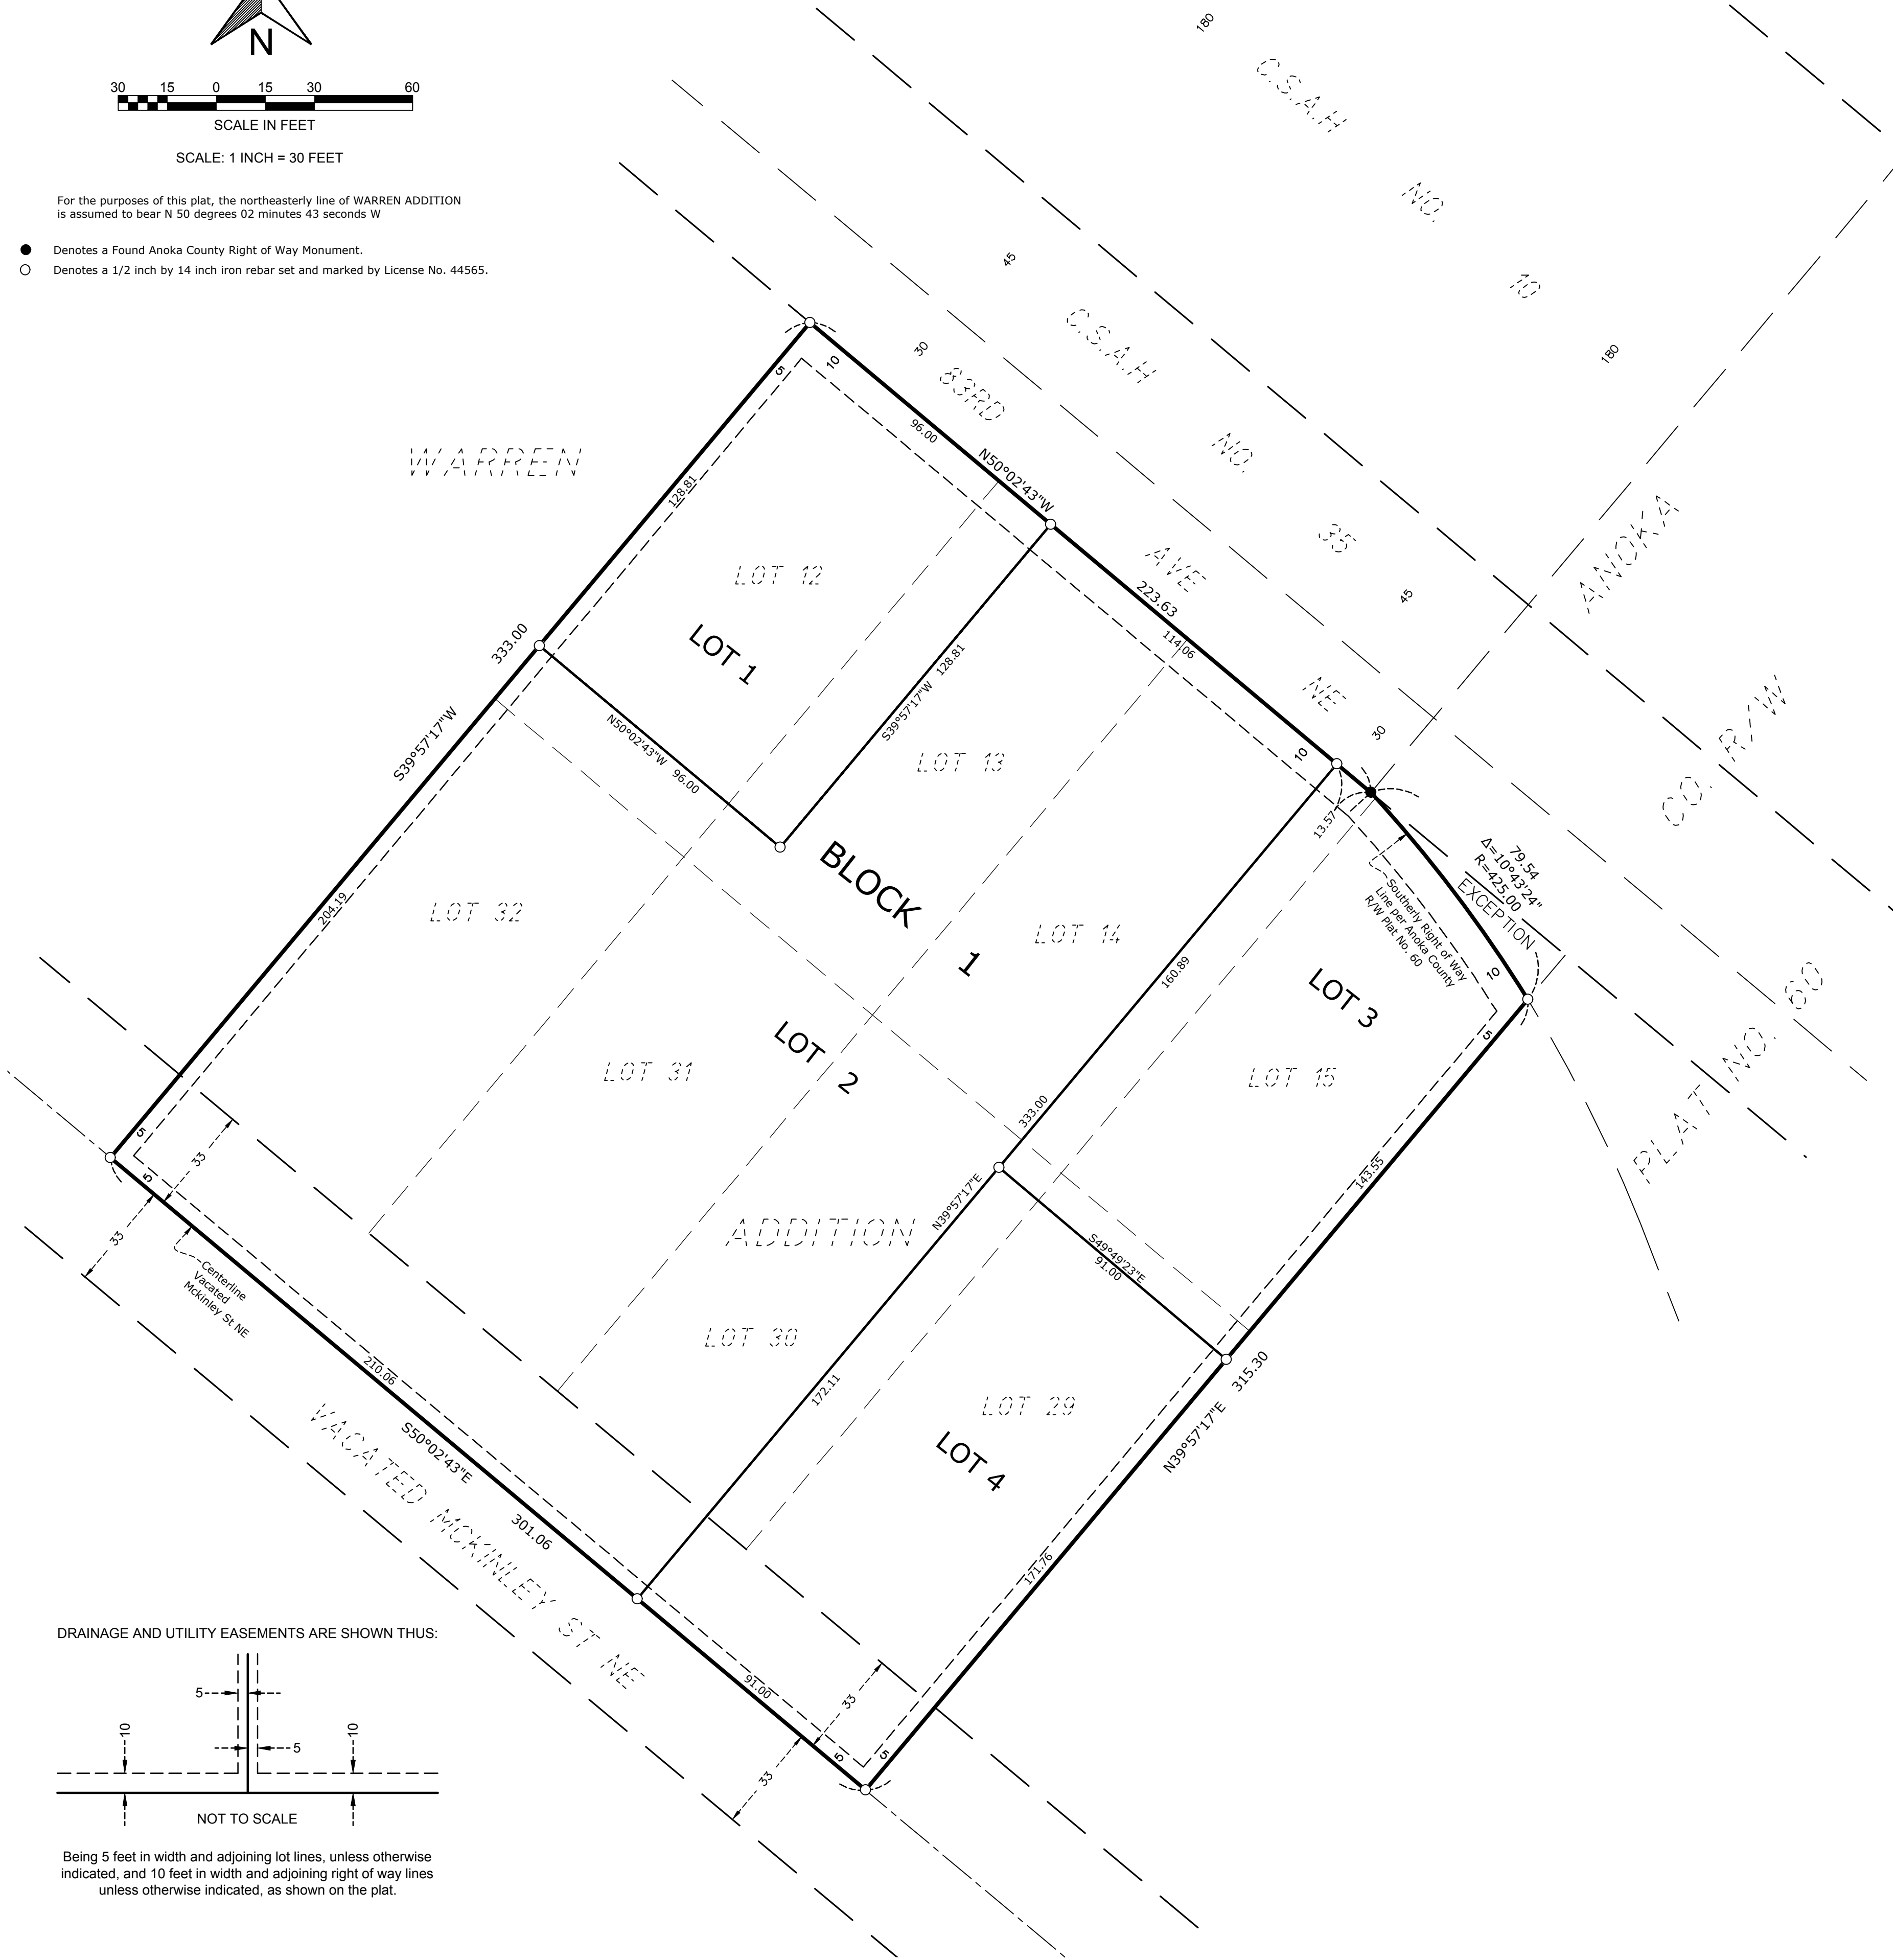 N
30 15 0 15 30 60
SCALE IN FEET
SCALE: 1 INCH = 30 FEET
For the purposes of this plat, the northeasterly line of WARREN ADDITION
is assumed to bear N 50 degrees 02 minutes 43 seconds W
Denotes a Found Anoka County Right of Way Monument.
Denotes a 1/2 inch by 14 inch iron rebar set and marked by License No. 44565.
180
C.S.A.H
NO.
10
180
45
C.S.A.H
NO.
35
45
30
83RD
AVE
NE
30
ANOKA
CO. R/W
PLAT NO. 60
WARREN
ADDITION
5
10
96.00
N50°02'43"W
223.63
114.06
10
13.57
128.81
333.00
S39°57'17"W
204.19
LOT 12
LOT 1
N50°02'43"W 96.00
S39°57'17"W 128.81
LOT 13
BLOCK
1
LOT 14
LOT 32
LOT 31
LOT
2
LOT 30
160.89
333.00
N39°57'17"E
172.11
79.54
Δ=10°43'24"
R=425.00
EXCEPTION
Southerly Right of Way
Line per Anoka County
R/W Plat No. 60
10
5
LOT 3
LOT 15
143.55
S49°49'23"E
91.00
315.30
N39°57'17"E
LOT 29
LOT 4
171.76
5
5
33
33
Centerline
Vacated
Mckinley St NE
210.06
S50°02'43"E
301.06
VACATED MCKINLEY ST NE
91.00
33
33
5
5
DRAINAGE AND UTILITY EASEMENTS ARE SHOWN THUS:
5
10
10
5
NOT TO SCALE
Being 5 feet in width and adjoining lot lines, unless otherwise
indicated, and 10 feet in width and adjoining right of way lines
unless otherwise indicated, as shown on the plat.